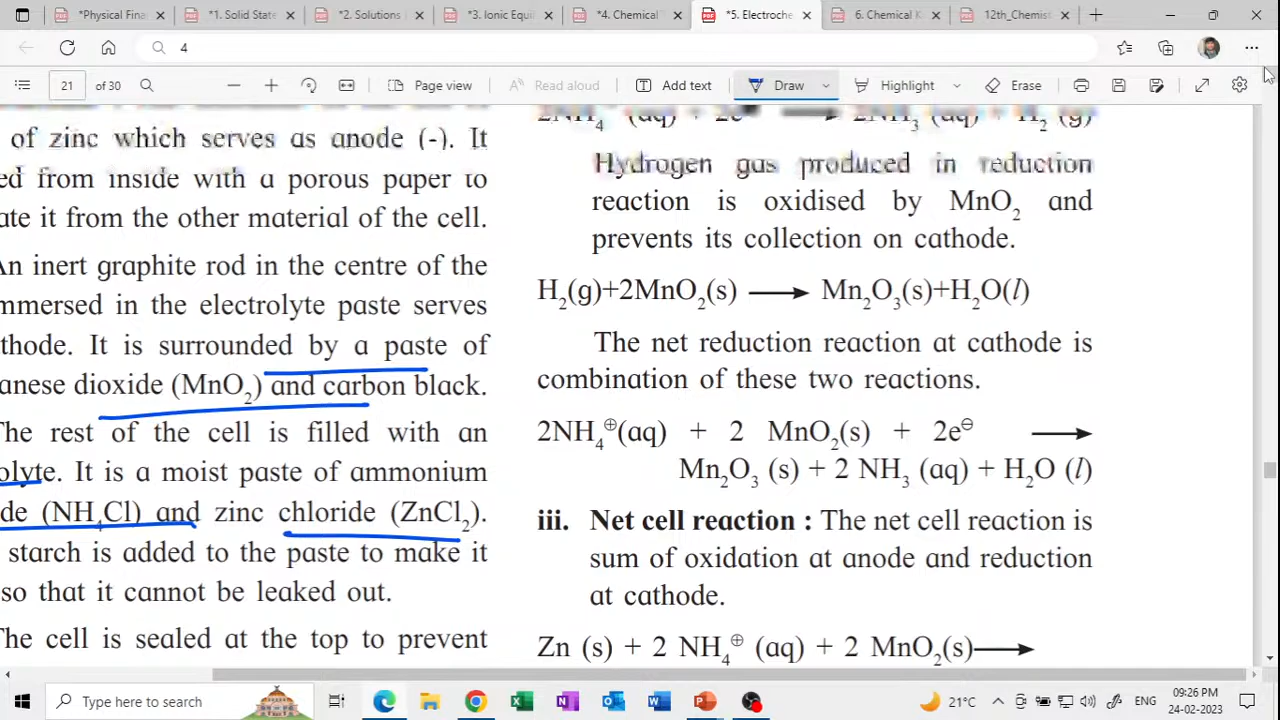 *Physical Fina
*1. Solid State
*2. Solutions
*3. Ionic Equi
*4. Chemical
*5. Electroche
6. Chemical K
12th_Chemist
4
21 of 30
Page view
Read aloud
Add text
Draw
Highlight
Erase
of zinc which serves as anode (-). It
ed from inside with a porous paper to
ate it from the other material of the cell.
An inert graphite rod in the centre of the
mmersed in the electrolyte paste serves
thode. It is surrounded by a paste of
anese dioxide (MnO₂) and carbon black.
The rest of the cell is filled with an
olyte. It is a moist paste of ammonium
de (NH₄Cl) and zinc chloride (ZnCl₂).
starch is added to the paste to make it
so that it cannot be leaked out.
The cell is sealed at the top to prevent
2NH₄ (aq) + 2e ⟶ 2NH₃ (aq) + H₂ (g)
Hydrogen gas produced in reduction
reaction is oxidised by MnO₂ and
prevents its collection on cathode.
H₂(g)+2MnO₂(s) ⟶ Mn₂O₃(s)+H₂O(l)
The net reduction reaction at cathode is
combination of these two reactions.
2NH₄⊕(aq) + 2 MnO₂(s) + 2e⊖ ⟶
Mn₂O₃ (s) + 2 NH₃ (aq) + H₂O (l)
iii. Net cell reaction : The net cell reaction is
sum of oxidation at anode and reduction
at cathode.
Zn (s) + 2 NH₄⊕ (aq) + 2 MnO₂(s)⟶
Type here to search
21°C
ENG
09:26 PM
24-02-2023